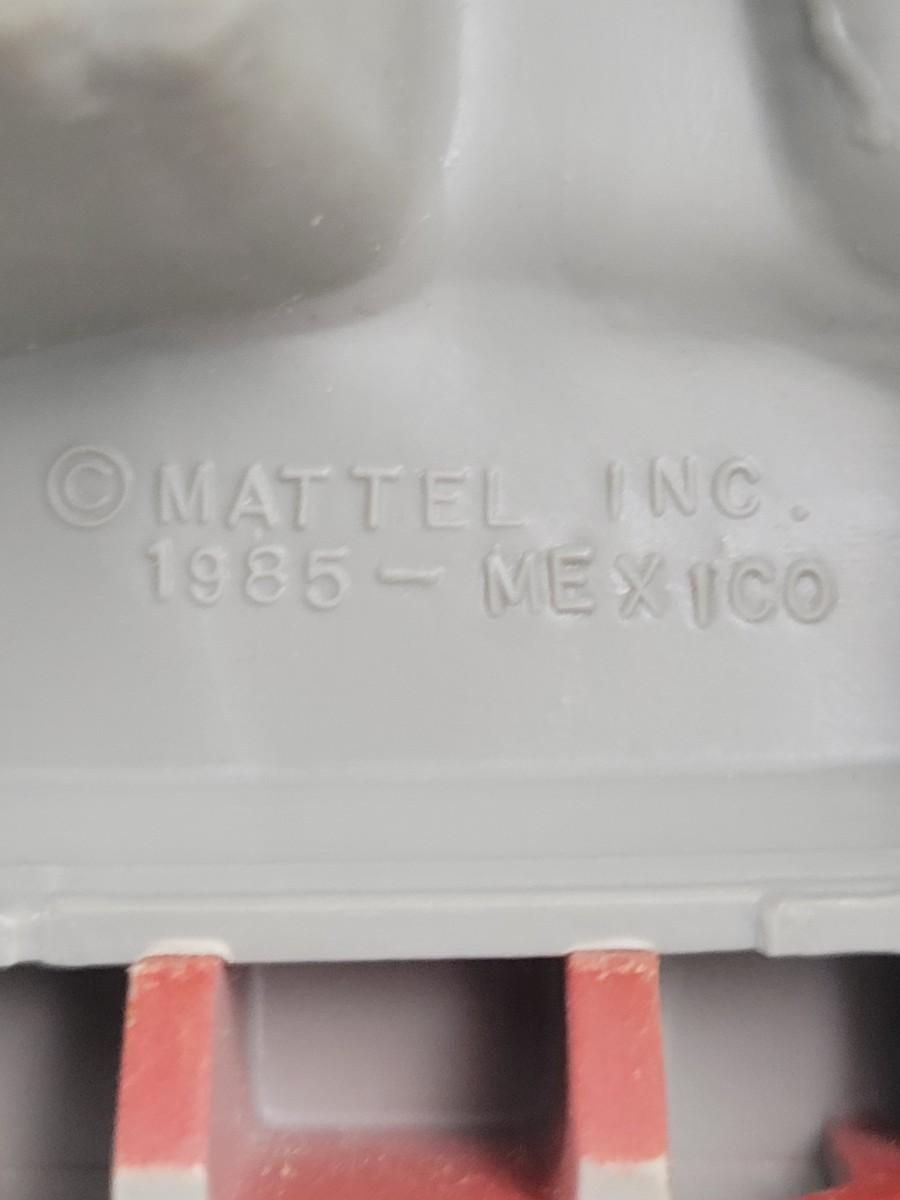 © MATTEL INC.
1985 - MEXICO